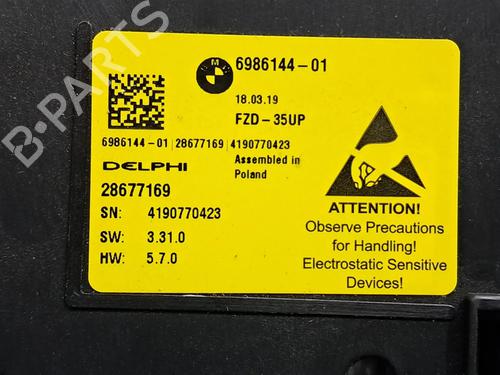 B-PARTS
BMW
6986144-01
18.03.19
FZD-35UP
6986144-01|28677169|4190770423
DELPHI
Assembled in
Poland
28677169
SN: 4190770423
SW: 3.31.0
HW: 5.7.0
ATTENTION!
Observe Precautions
for Handling!
Electrostatic Sensitive
Devices!